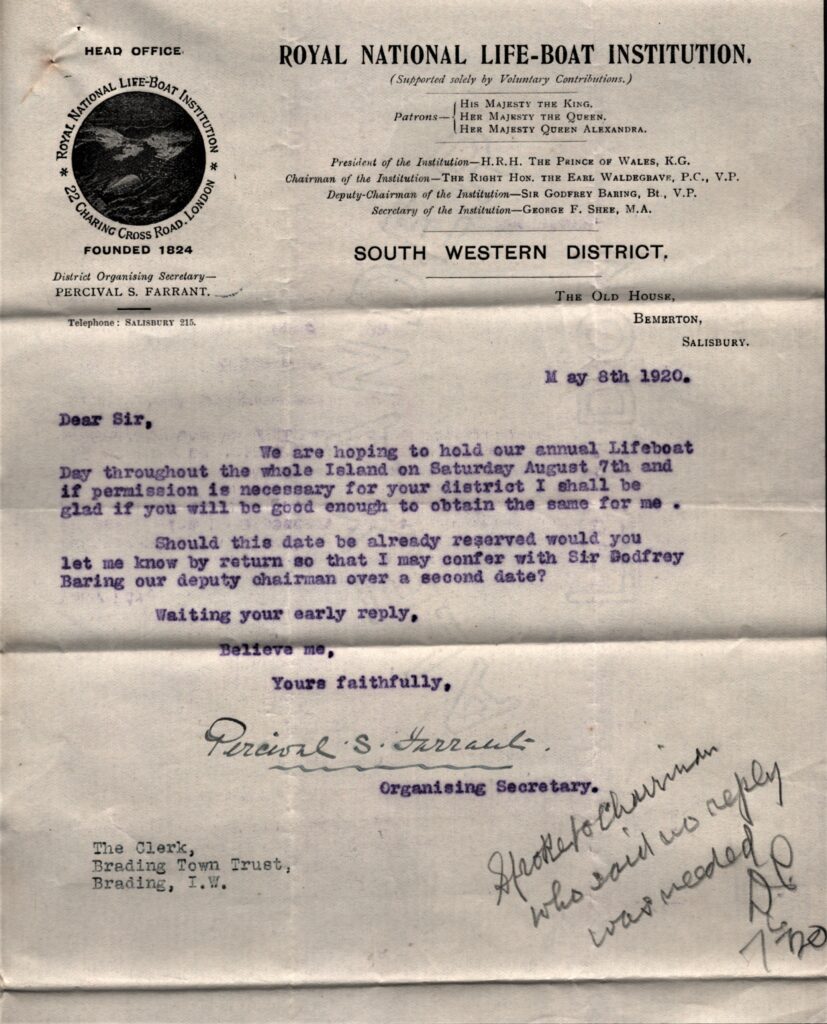 HEAD OFFICE.
ROYAL NATIONAL LIFE-BOAT INSTITUTION
22 CHARING CROSS ROAD. LONDON
FOUNDED 1824
District Organising Secretary—
PERCIVAL S. FARRANT.
Telephone: SALISBURY 215.
ROYAL NATIONAL LIFE-BOAT INSTITUTION.
(Supported solely by Voluntary Contributions.)
Patrons—
HIS MAJESTY THE KING.
HER MAJESTY THE QUEEN.
HER MAJESTY QUEEN ALEXANDRA.
President of the Institution—H.R.H. THE PRINCE OF WALES, K.G.
Chairman of the Institution—THE RIGHT HON. THE EARL WALDEGRAVE, P.C., V.P.
Deputy-Chairman of the Institution—SIR GODFREY BARING, Bt., V.P.
Secretary of the Institution—GEORGE F. SHEE, M.A.
SOUTH WESTERN DISTRICT.
THE OLD HOUSE,
BEMERTON,
SALISBURY.
M ay 8th 1920.
Dear Sir,
We are hoping to hold our annual Lifeboat
Day throughout the whole Island on Saturday August 7th and
if permission is necessary for your district I shall be
glad if you will be good enough to obtain the same for me .
Should this date be already reserved would you
let me know by return so that I may confer with Sir Godfrey
Baring our deputy chairman over a second date?
Waiting your early reply,
Believe me,
Yours faithfully,
Percival S. Farrant.
Organising Secretary.
The Clerk,
Brading Town Trust,
Brading, I.W.
Spoke to Chairman
who said no reply
was needed